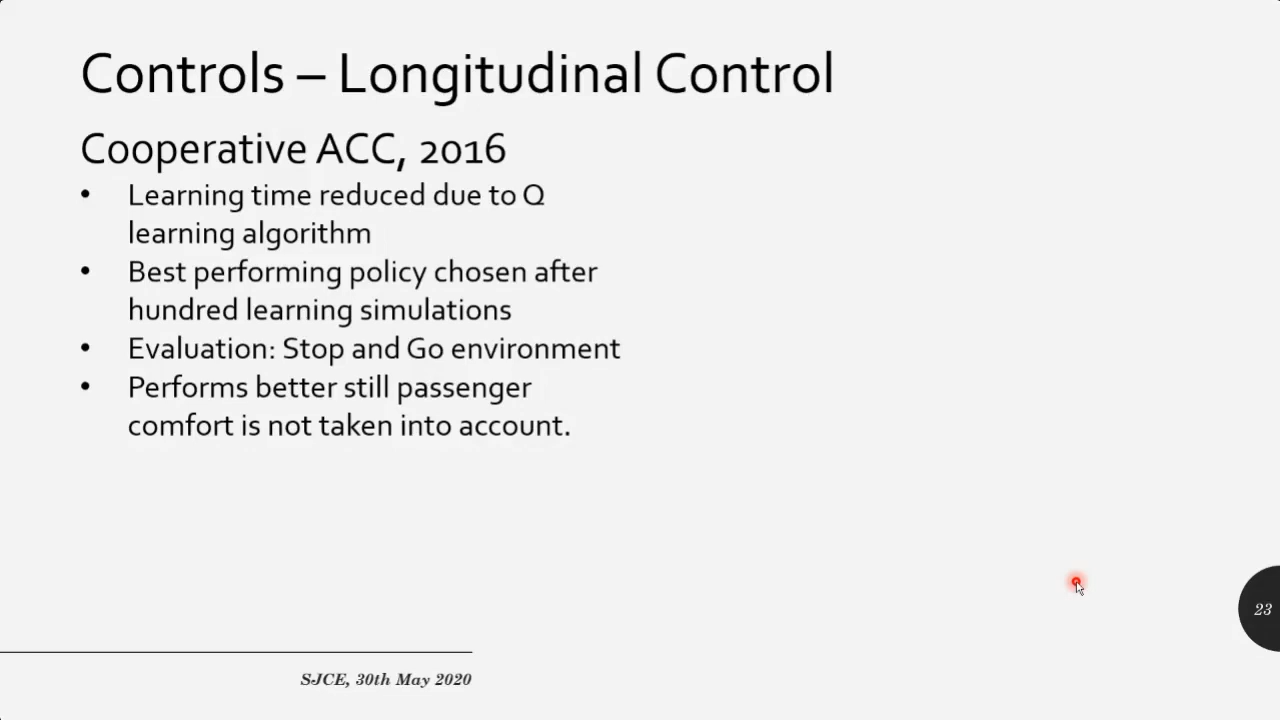 Controls – Longitudinal Control
Cooperative ACC, 2016
• Learning time reduced due to Q
learning algorithm
• Best performing policy chosen after
hundred learning simulations
• Evaluation: Stop and Go environment
• Performs better still passenger
comfort is not taken into account.
23
SJCE, 30th May 2020